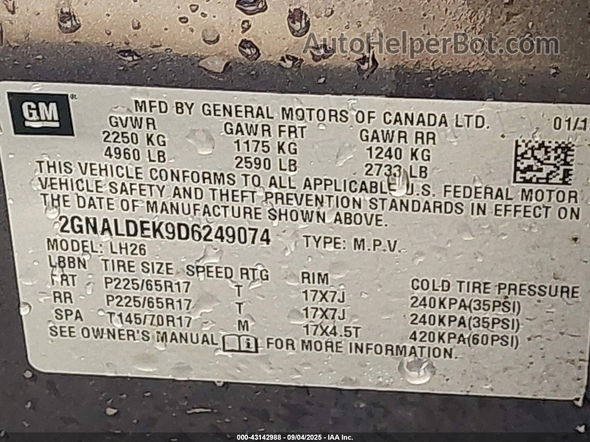 AutoHelperBot.com
GM ®
MFD BY GENERAL MOTORS OF CANADA LTD. 01/1
GVWR GAWR FRT GAWR RR
2250 KG 1175 KG 1240 KG
4960 LB 2590 LB 2733 LB
THIS VEHICLE CONFORMS TO ALL APPLICABLE U.S. FEDERAL MOTOR
VEHICLE SAFETY AND THEFT PREVENTION STANDARDS IN EFFECT ON
THE DATE OF MANUFACTURE SHOWN ABOVE.
2GNALDEK9D6249074 TYPE: M.P.V.
MODEL: LH26
LBBN TIRE SIZE SPEED RTG RIM COLD TIRE PRESSURE
FRT P225/65R17 T 17X7J 240KPA(35PSI)
RR P225/65R17 T 17X7J 240KPA(35PSI)
SPA T145/70R17 M 17X4.5T 420KPA(60PSI)
SEE OWNER'S MANUAL FOR MORE INFORMATION.
000-43142988 - 09/04/2025 - IAA Inc.